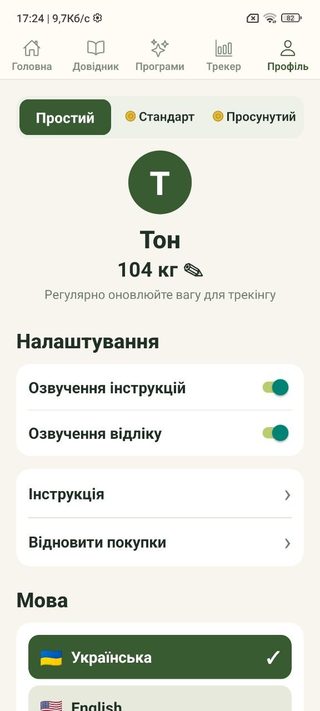 17:24 | 9,7Кб/с
82
Головна
Довідник
Програми
Трекер
Профіль
Простий
Стандарт
Просунутий
Т
Тон
104 кг
Регулярно оновлюйте вагу для трекінгу
Налаштування
Озвучення інструкцій
Озвучення відліку
Інструкція
Відновити покупки
Мова
Українська
English